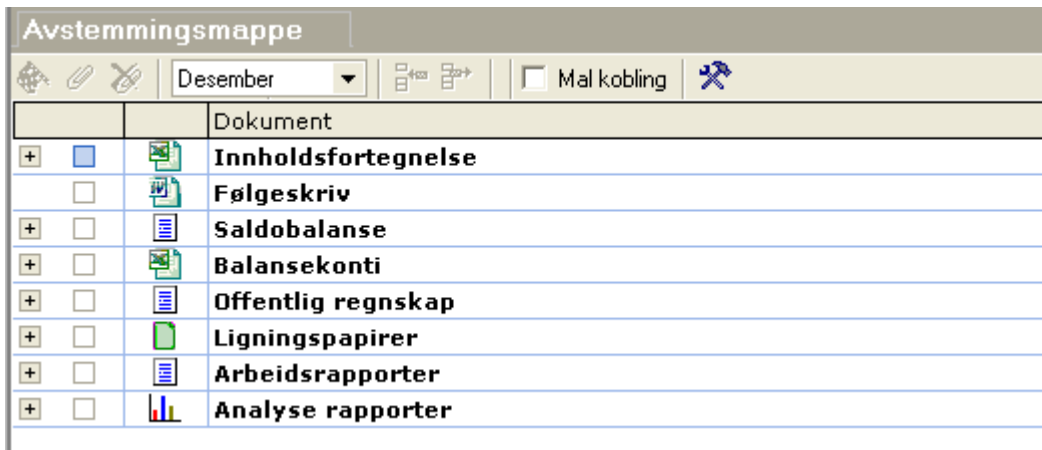 Avstemmingsmappe
Desember Mal kobling
Dokument
Innholdsfortegnelse
Følgeskriv
Saldobalanse
Balansekonti
Offentlig regnskap
Ligningspapirer
Arbeidsrapporter
Analyse rapporter